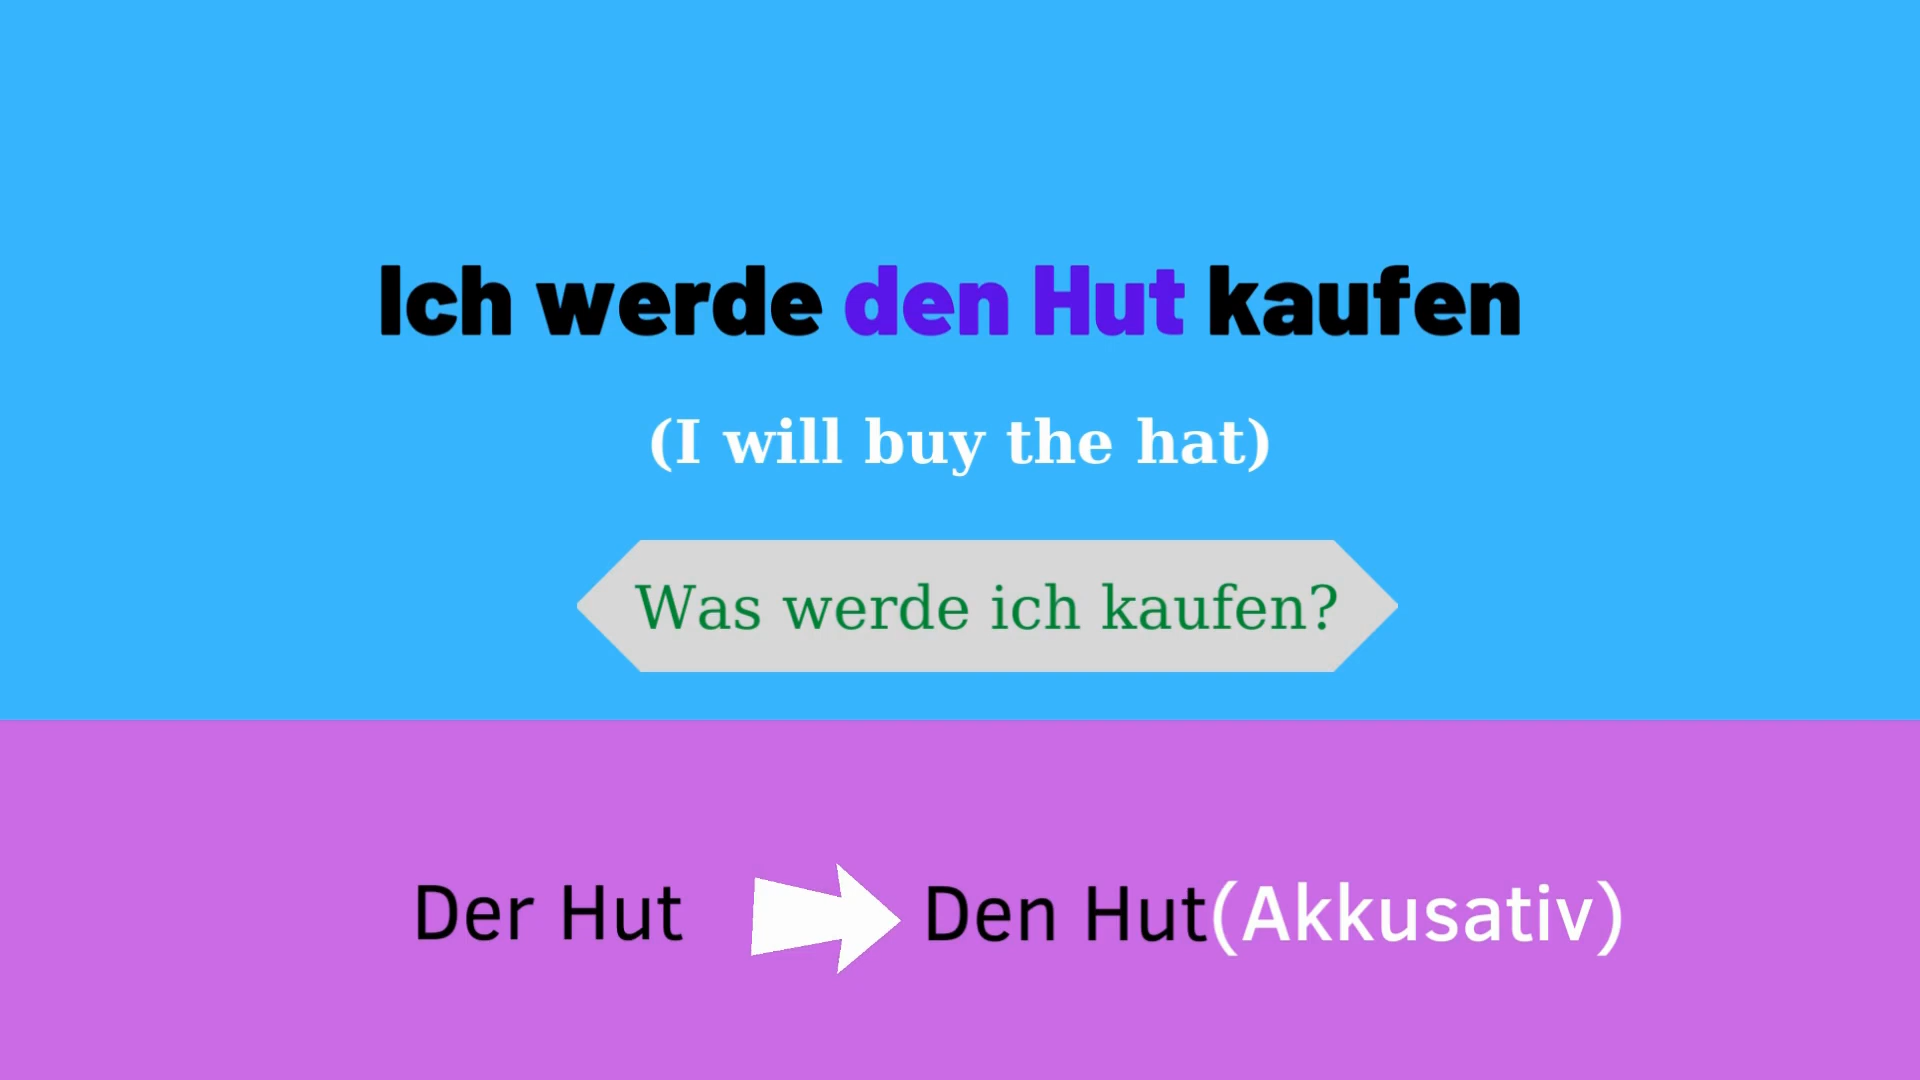 Ich werde den Hut kaufen
(I will buy the hat)
Was werde ich kaufen?
Der Hut Den Hut(Akkusativ)